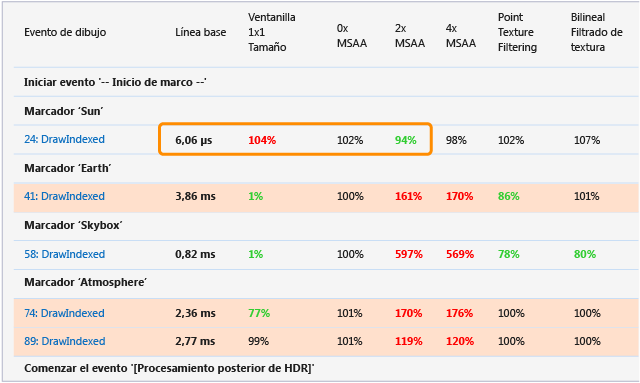 Evento de dibujo Línea base Ventanilla 1x1 Tamaño 0x MSAA 2x MSAA 4x MSAA Point Texture Filtering Bilineal Filtrado de textura
Iniciar evento '-- Inicio de marco --'
Marcador ‘Sun’
24: DrawIndexed 6,06 µs 104% 102% 94% 98% 102% 107%
Marcador ‘Earth’
41: DrawIndexed 3,86 ms 1% 100% 161% 170% 86% 101%
Marcador ‘Skybox’
58: DrawIndexed 0,82 ms 1% 100% 597% 569% 78% 80%
Marcador ‘Atmosphere’
74: DrawIndexed 2,36 ms 77% 101% 170% 176% 100% 100%
89: DrawIndexed 2,77 ms 99% 101% 119% 120% 100% 100%
Comenzar el evento '[Procesamiento posterior de HDR]'